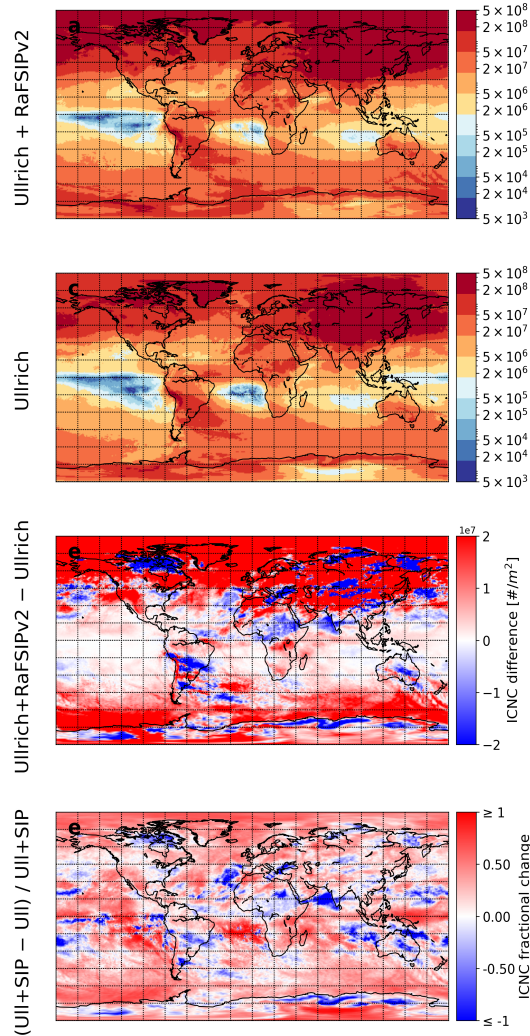 Ullrich + RaFSIPv2
a
5 × 10⁸
2 × 10⁸
5 × 10⁷
2 × 10⁷
5 × 10⁶
2 × 10⁶
5 × 10⁵
2 × 10⁵
5 × 10⁴
2 × 10⁴
5 × 10³
Ullrich
c
5 × 10⁸
2 × 10⁸
5 × 10⁷
2 × 10⁷
5 × 10⁶
2 × 10⁶
5 × 10⁵
2 × 10⁵
5 × 10⁴
2 × 10⁴
5 × 10³
Ullrich+RaFSIPv2 − Ullrich
e
1e7
2
1
0
−1
−2
ICNC difference [#/m²]
(Ull+SIP − Ull) / Ull+SIP
e
≥ 1
0.50
0.00
-0.50
≤ -1
ICNC fractional change